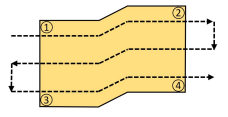 ① ②
③ ④